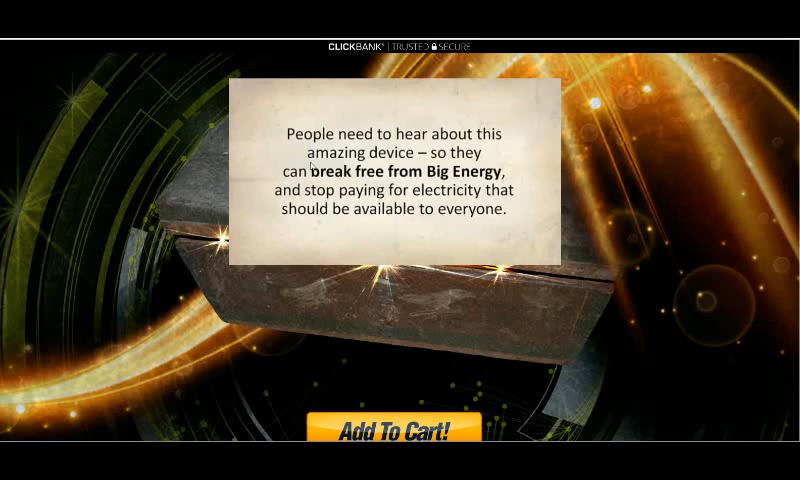 CLICKBANK® | TRUSTED SECURE
People need to hear about this
amazing device – so they
can break free from Big Energy,
and stop paying for electricity that
should be available to everyone.
Add To Cart!